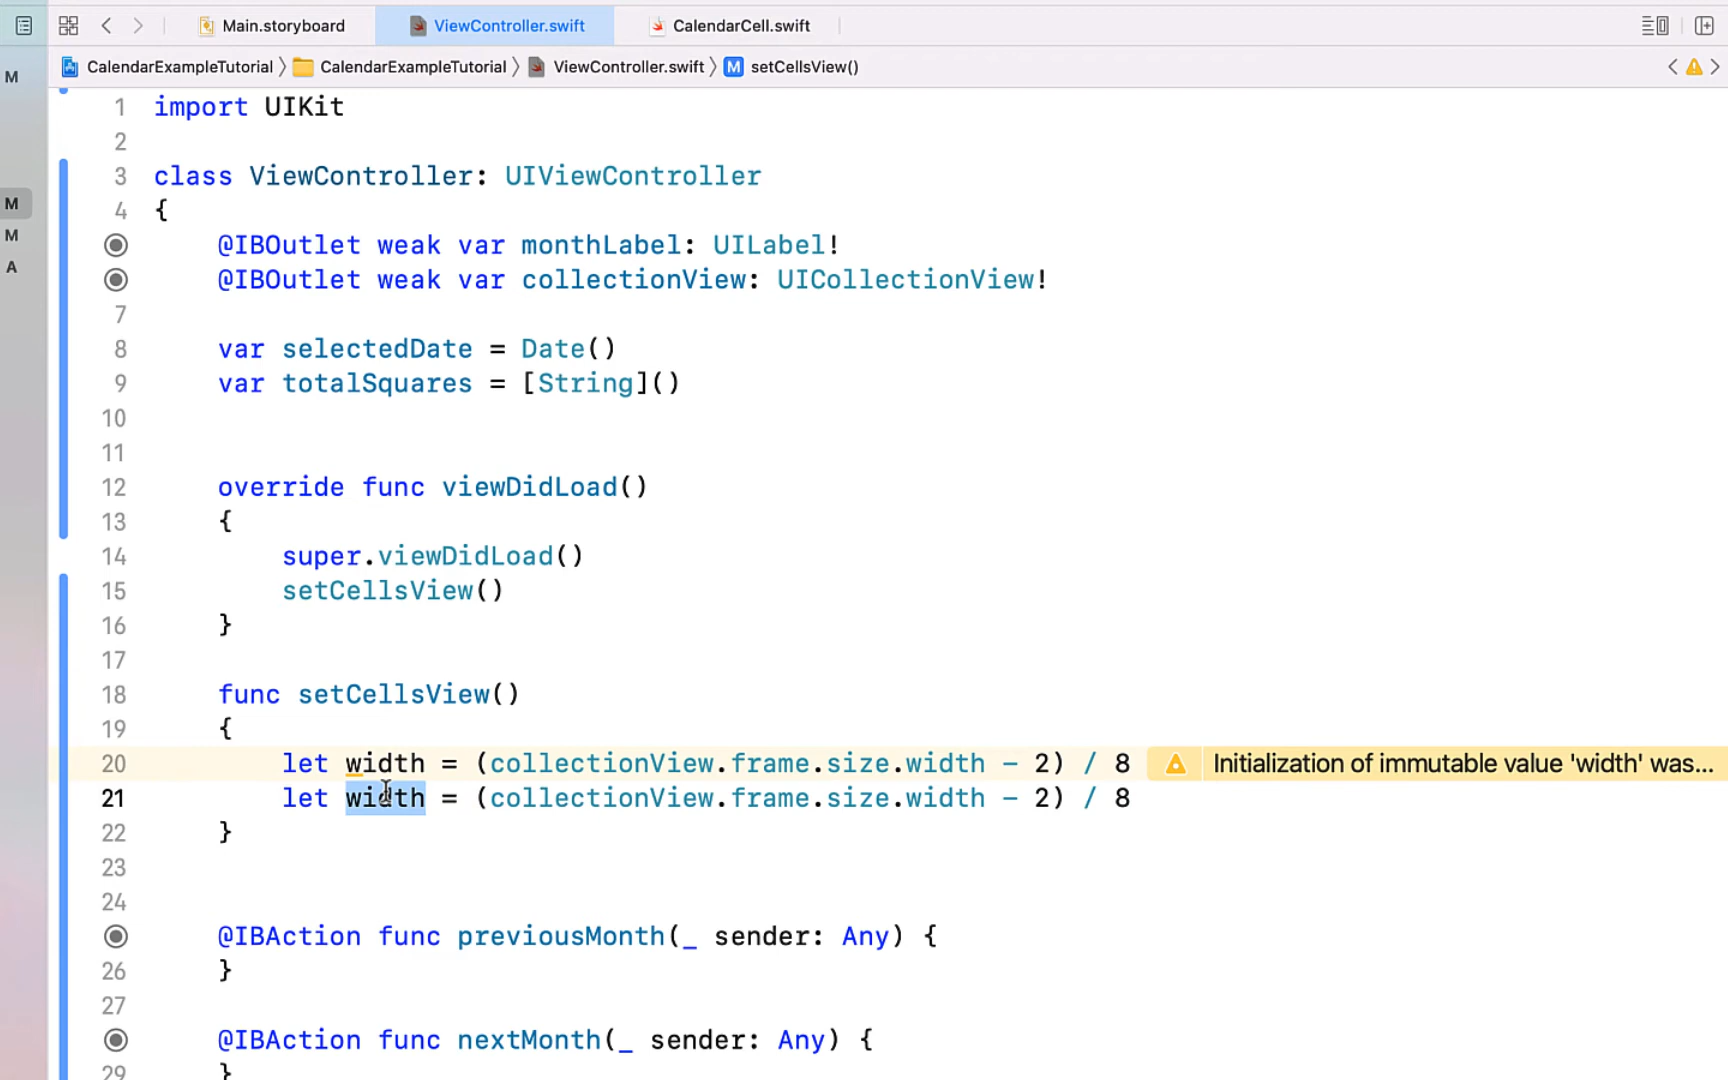 Main.storyboard ViewController.swift CalendarCell.swift
CalendarExampleTutorial CalendarExampleTutorial ViewController.swift M setCellsView()
M
M
M
A
1 import UIKit
2
3 class ViewController: UIViewController
4 {
@IBOutlet weak var monthLabel: UILabel!
@IBOutlet weak var collectionView: UICollectionView!
7
8 var selectedDate = Date()
9 var totalSquares = [String]()
10
11
12 override func viewDidLoad()
13 {
14 super.viewDidLoad()
15 setCellsView()
16 }
17
18 func setCellsView()
19 {
20 let width = (collectionView.frame.size.width - 2) / 8 Initialization of immutable value 'width' was...
21 let width = (collectionView.frame.size.width - 2) / 8
22 }
23
24
@IBAction func previousMonth(_ sender: Any) {
26 }
27
@IBAction func nextMonth(_ sender: Any) {
29 }